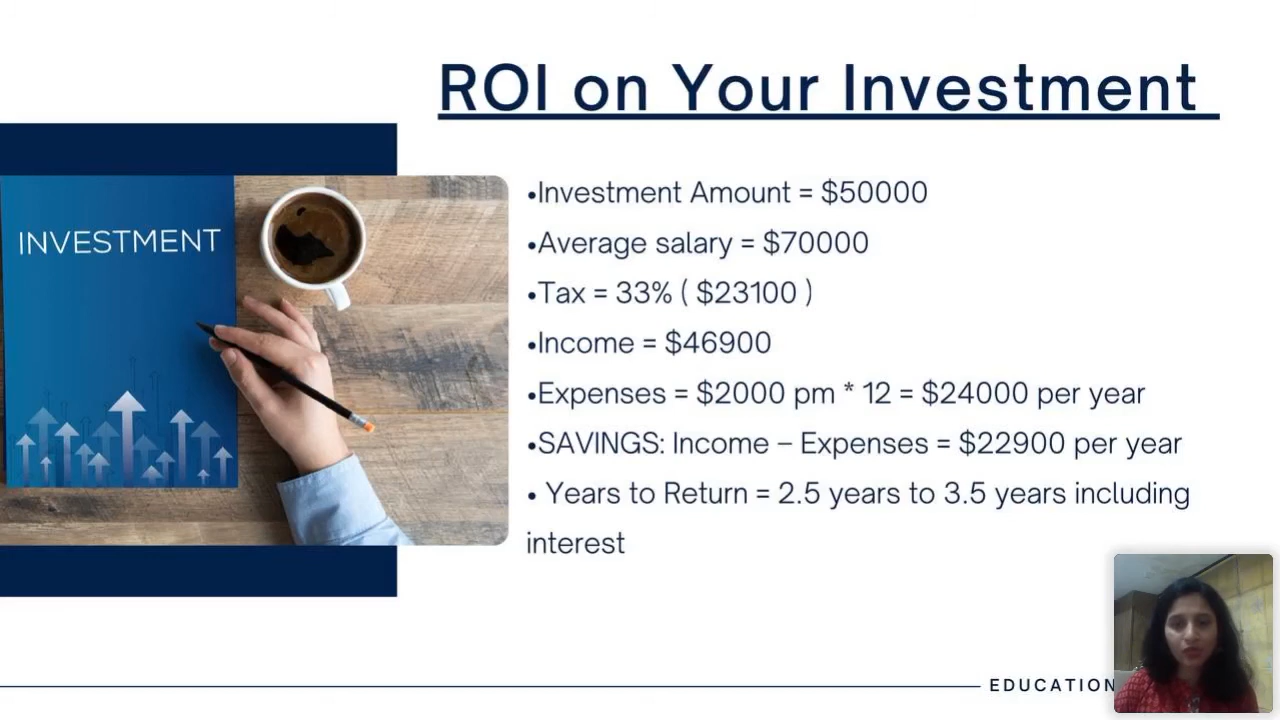 ROI on Your Investment
INVESTMENT
•Investment Amount = $50000
•Average salary = $70000
•Tax = 33% ( $23100 )
•Income = $46900
•Expenses = $2000 pm * 12 = $24000 per year
•SAVINGS: Income – Expenses = $22900 per year
• Years to Return = 2.5 years to 3.5 years including
interest
EDUCATION